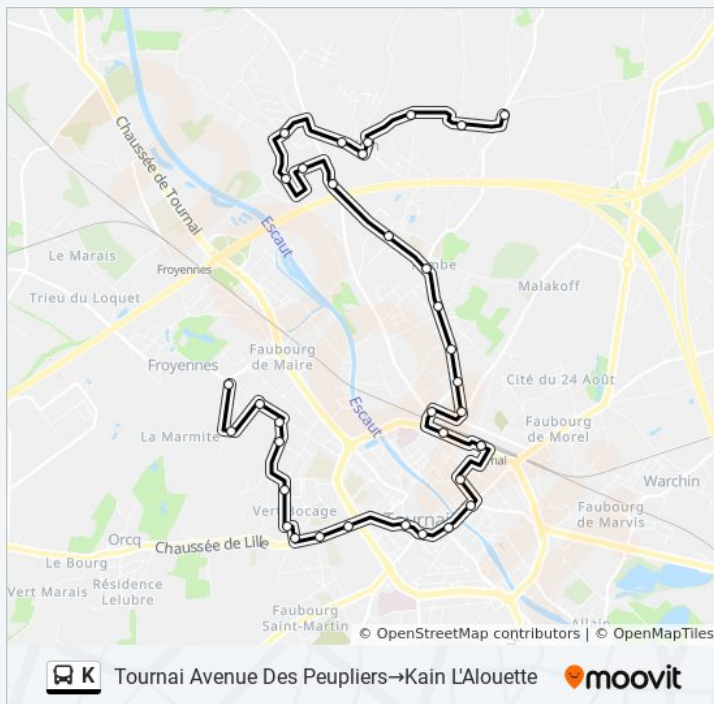 Chaussée de Tournai
Escaut
Le Marais
Froyennes
Malakoff
Trieu du Loquet
Faubourg
de Maire
Froyennes
Cité du 24 Août
Escaut
Faubourg
de Morel
La Marmite
Warchin
Faubourg
de Marvis
Tournai
Orcq
Chaussée de Lille
Le Bourg
Vert Marais
Résidence
Lelubre
Faubourg
Saint-Martin
Allain
© OpenStreetMap contributors | © OpenMapTiles
K
Tournai Avenue Des Peupliers→Kain L'Alouette
moovit